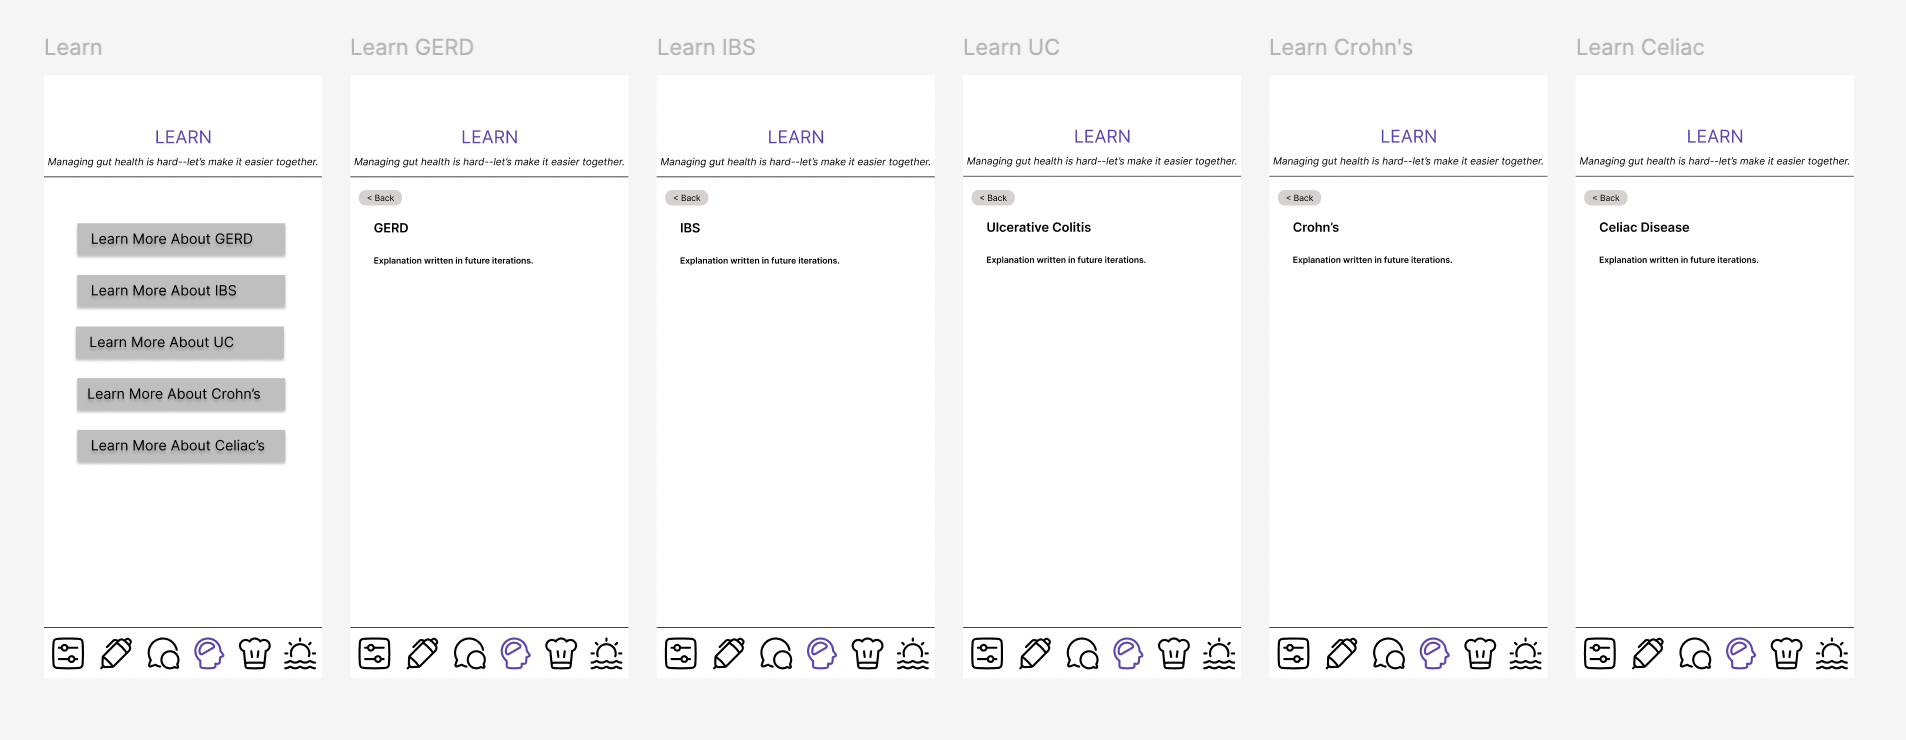 Learn
LEARN
Managing gut health is hard--let's make it easier together.
Learn More About GERD
Learn More About IBS
Learn More About UC
Learn More About Crohn's
Learn More About Celiac's
Learn GERD
LEARN
Managing gut health is hard--let's make it easier together.
< Back
GERD
Explanation written in future iterations.
Learn IBS
LEARN
Managing gut health is hard--let's make it easier together.
< Back
IBS
Explanation written in future iterations.
Learn UC
LEARN
Managing gut health is hard--let's make it easier together.
< Back
Ulcerative Colitis
Explanation written in future iterations.
Learn Crohn's
LEARN
Managing gut health is hard--let's make it easier together.
< Back
Crohn's
Explanation written in future iterations.
Learn Celiac
LEARN
Managing gut health is hard--let's make it easier together.
< Back
Celiac Disease
Explanation written in future iterations.